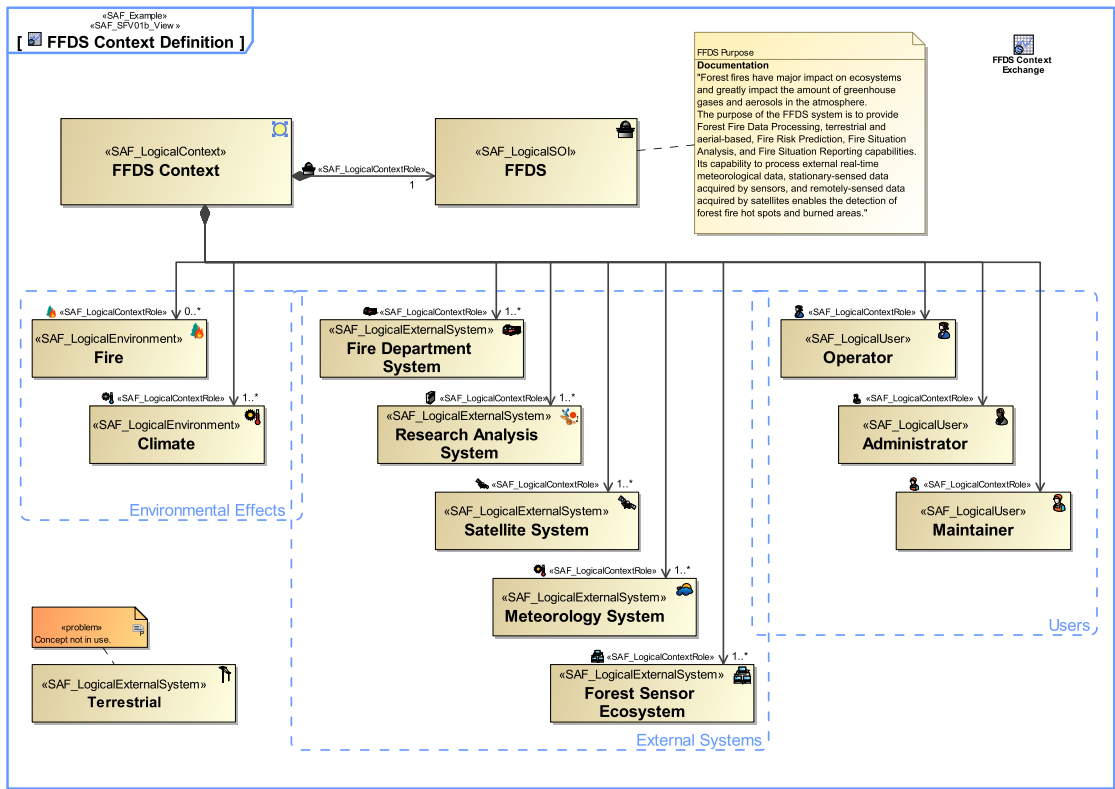 «SAF_Example»
«SAF_SFV01b_View »
[ FFDS Context Definition ]
FFDS Context
Exchange
FFDS Purpose
Documentation
"Forest fires have major impact on ecosystems
and greatly impact the amount of greenhouse
gases and aerosols in the atmosphere.
The purpose of the FFDS system is to provide
Forest Fire Data Processing, terrestrial and
aerial-based, Fire Risk Prediction, Fire Situation
Analysis, and Fire Situation Reporting capabilities.
Its capability to process external real-time
meteorological data, stationary-sensed data
acquired by sensors, and remotely-sensed data
acquired by satellites enables the detection of
forest fire hot spots and burned areas."
«SAF_LogicalContext»
FFDS Context
«SAF_LogicalContextRole»
1
«SAF_LogicalSOI»
FFDS
«SAF_LogicalContextRole»
0..*
«SAF_LogicalEnvironment»
Fire
«SAF_LogicalContextRole»
1..*
«SAF_LogicalEnvironment»
Climate
Environmental Effects
«SAF_LogicalContextRole»
1..*
«SAF_LogicalExternalSystem»
Fire Department
System
«SAF_LogicalContextRole»
1..*
«SAF_LogicalExternalSystem»
Research Analysis
System
«SAF_LogicalContextRole»
1..*
«SAF_LogicalExternalSystem»
Satellite System
«SAF_LogicalContextRole»
1..*
«SAF_LogicalExternalSystem»
Meteorology System
«SAF_LogicalContextRole»
1..*
«SAF_LogicalExternalSystem»
Forest Sensor
Ecosystem
External Systems
«SAF_LogicalContextRole»
«SAF_LogicalUser»
Operator
«SAF_LogicalContextRole»
«SAF_LogicalUser»
Administrator
«SAF_LogicalContextRole»
«SAF_LogicalUser»
Maintainer
Users
«problem»
Concept not in use.
«SAF_LogicalExternalSystem»
Terrestrial